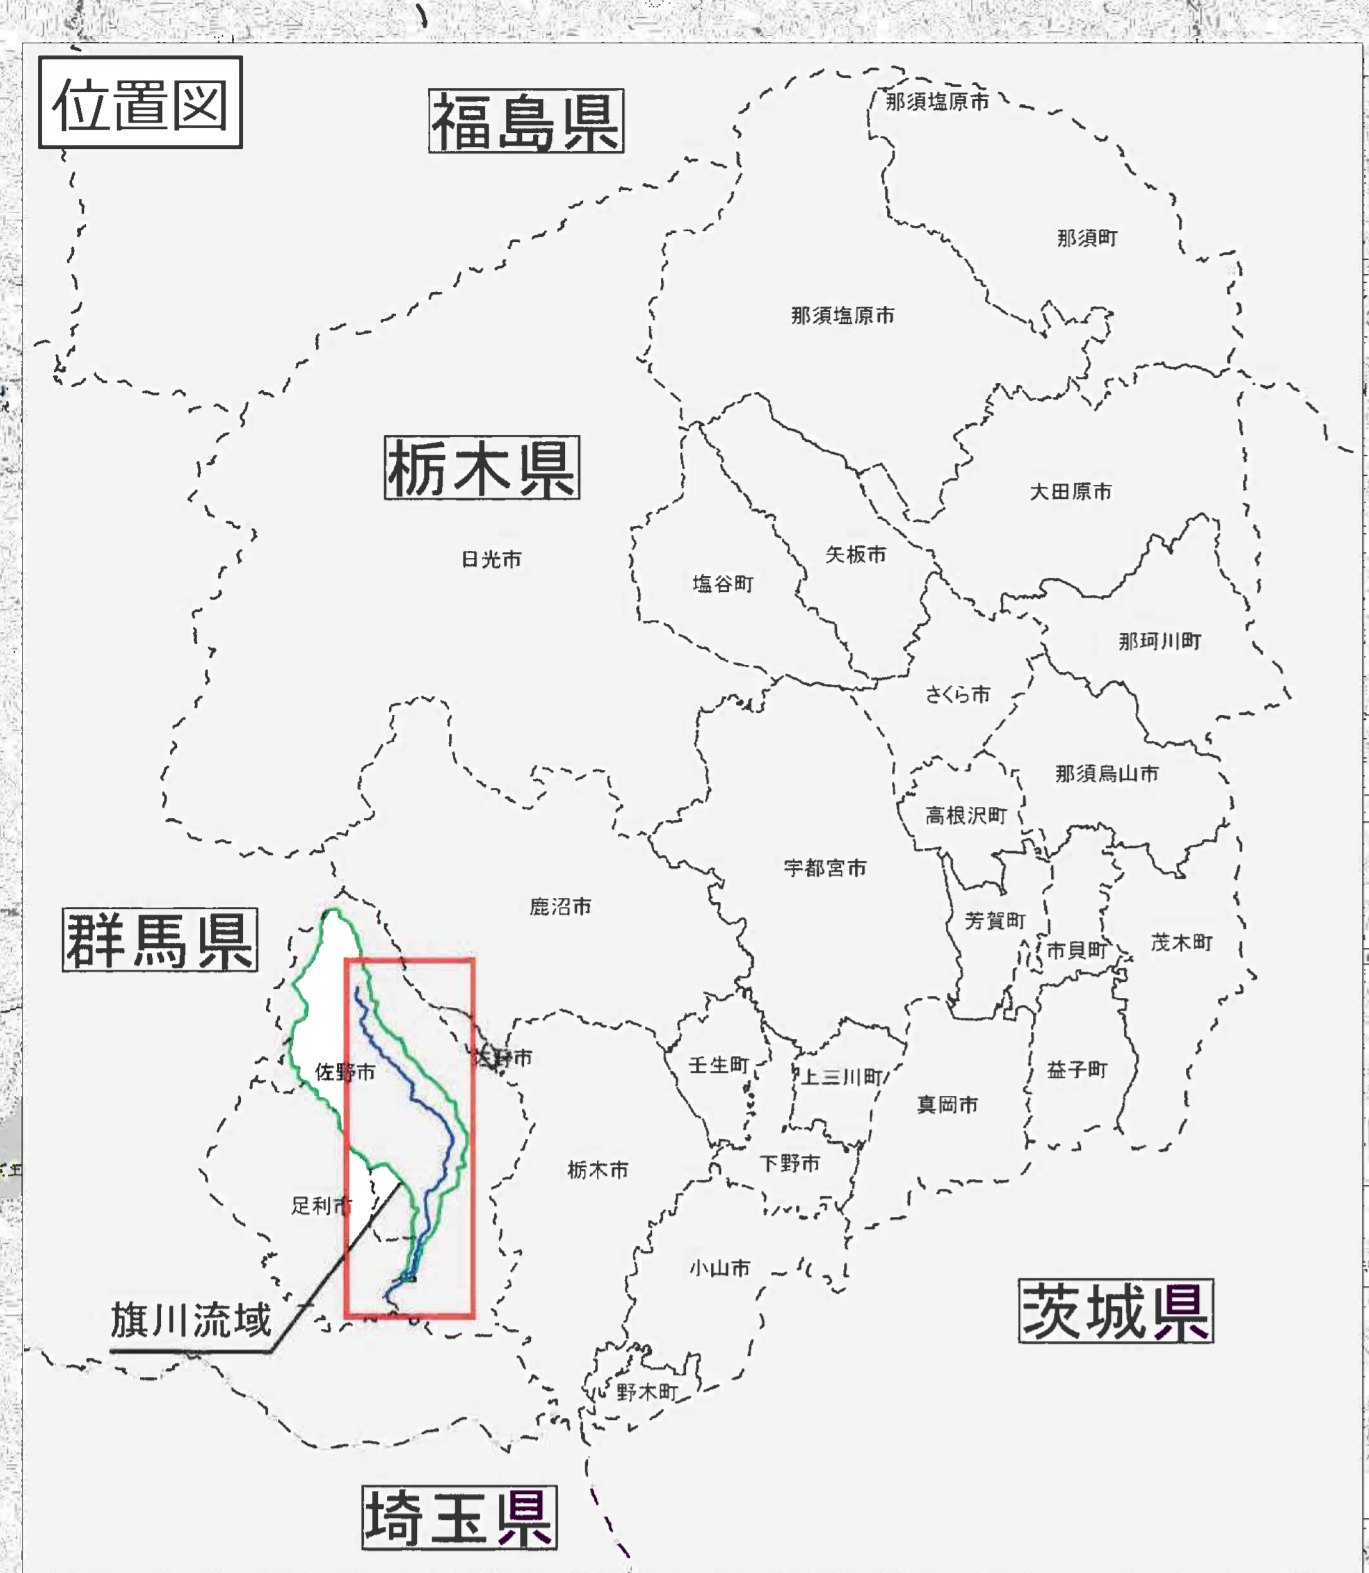 位置図
福島県
那須塩原市
那須町
那須塩原市
栃木県
大田原市
日光市
矢板市
塩谷町
那珂川町
さくら市
那須烏山市
高根沢町
宇都宮市
鹿沼市
群馬県
芳賀町
市貝町
茂木町
佐野市
佐野市
壬生町
上三川町
益子町
真岡市
栃木市
下野市
足利市
小山市
旗川流域
茨城県
野木町
埼玉県